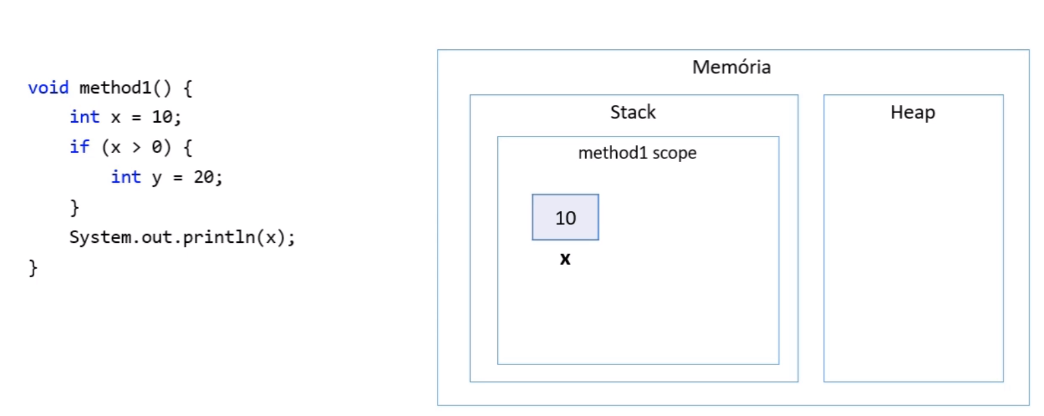 void method1() {
    int x = 10;
    if (x > 0) {
        int y = 20;
    }
    System.out.println(x);
}
Memória
Stack
Heap
method1 scope
10
x